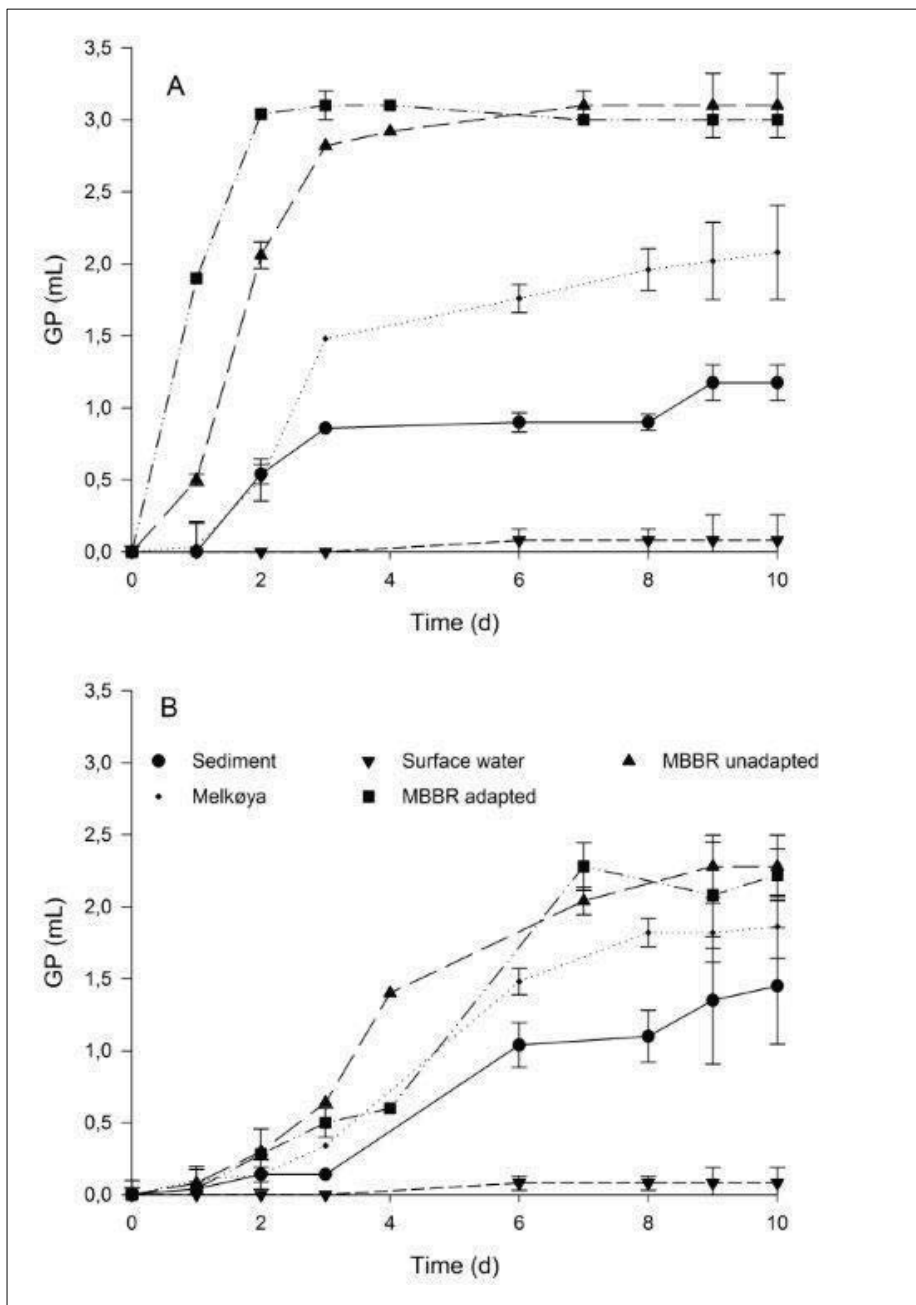 A
3,5
3,0
2,5
2,0
1,5
1,0
0,5
0,0
GP (mL)
0 2 4 6 8 10
Time (d)
B
3,5
3,0
2,5
2,0
1,5
1,0
0,5
0,0
GP (mL)
Sediment Surface water MBBR unadapted
Melkøya MBBR adapted
0 2 4 6 8 10
Time (d)